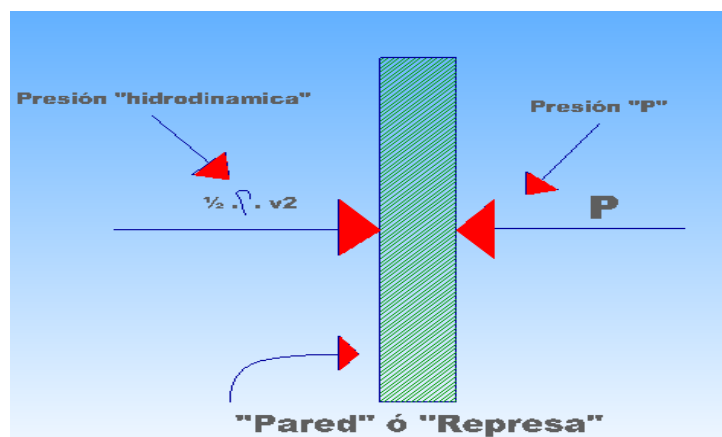 Presión "hidrodinamica"
Presión "P"
½ . ρ . v2
P
"Pared" ó "Represa"